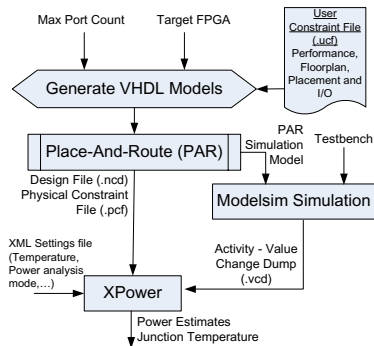 Max Port Count
Target FPGA
User
Constraint File
(.ucf)
Performance,
Floorplan,
Placement and
I/O
Generate VHDL Models
Place-And-Route (PAR)
PAR
Simulation
Model
Testbench
Design File (.ncd)
Physical Constraint
File (.pcf)
Modelsim Simulation
XML Settings file
(Temperature,
Power analysis
mode,...)
Activity - Value
Change Dump
(.vcd)
XPower
Power Estimates
Junction Temperature